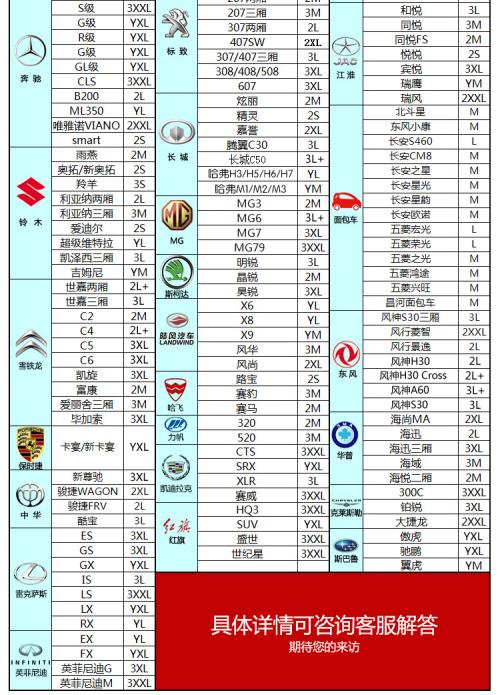 S级 3XXL
G级 YXL
R级 YXL
G级 YXL
GL级 YXL
CLS 3XXL
B200 2L
ML350 YL
唯雅诺VIANO 2XXL
smart 2S
奔驰
雨燕 2M
奥拓/新奥拓 2S
羚羊 3S
利亚纳两厢 2L
利亚纳三厢 3M
爱迪尔 2S
超级维特拉 YL
凯泽西三厢 3L
吉姆尼 YM
铃木
世嘉两厢 2L+
世嘉三厢 3L
C2 2M
C4 2L+
C5 3XL
C6 3XL
凯旋 3XL
富康 2M
爱丽舍三厢 3M
毕加索 3XL
雪铁龙
保时捷
卡宴/新卡宴 YXL
新尊驰 3XL
骏捷WAGON 2XL
骏捷FRV 2L
酷宝 3L
中华
ES 3XL
GS 3XL
GX YXL
IS 3L
LS 3XXL
LX YXL
RX YL
雷克萨斯
EX YL
FX YXL
英菲尼迪G 3XL
英菲尼迪M 3XXL
INFINITI
英菲尼迪
207三厢 3M
307两厢 2L
407SW 2XL
307/407三厢 3L
308/408/508 3XL
607 3XL
标致
炫丽 2M
精灵 2S
嘉誉 2XL
腾翼C30 3L
长城C50 3L+
哈弗H3/H5/H6/H7 YL
哈弗M1/M2/M3 YM
长城
MG3 2M
MG6 3L+
MG7 3XL
MG79 3XXL
MG
MG
明锐 3L
晶锐 2M
昊锐 3XL
斯柯达
X6 YL
X8 YL
X9 YM
风华 3M
风尚 2XL
陆风汽车
LANDWIND
路宝 2S
赛豹 3M
赛马 2M
哈飞
320 2M
520 3M
力帆
CTS 3XXL
SRX YXL
XLR 3L
赛威 3XXL
凯迪拉克
HQ3 3XXL
SUV YXL
盛世 3XXL
世纪星 3XXL
红旗
红旗
和悦 3L
同悦 3M
同悦FS 2M
悦悦 2S
宾悦 3XL
瑞鹰 YM
瑞风 2XXL
JAC
江淮
北斗星 M
东风小康 M
长安S460 L
长安CM8 M
长安之星 M
长安星光 M
长安星韵 M
长安欧诺 M
五菱宏光 L
五菱荣光 L
五菱之光 M
五菱鸿途 M
五菱兴旺 M
昌河面包车 M
面包车
风神S30三厢 3L
风行菱智 2XXL
风行景逸 2L
风神H30 2L
风神H30 Cross 2L+
风神A60 3L+
风神S30 3L
东风
海尚MA 2XL
海迅 2L
海迅三厢 3XL
海域 3M
海悦二厢 2M
华普
300C 3XXL
铂锐 3XL
大捷龙 2XXL
CHRYSLER
克莱斯勒
傲虎 YXL
驰鹏 YXL
翼虎 YM
斯巴鲁
具体详情可咨询客服解答
期待您的来访